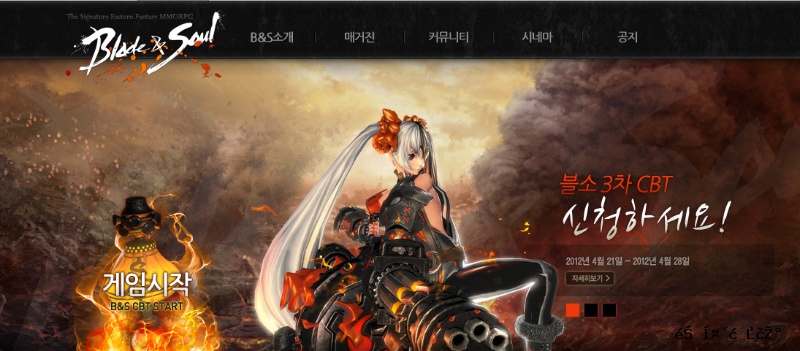 The Signature Eastern Fantasy MMORPG
Blade & Soul
B&S소개 매거진 커뮤니티 시네마 공지
블소 3차 CBT
신청하세요!
2012년 4월 21일 ~ 2012년 4월 28일
자세히보기 >
게임시작
B&S CBT START